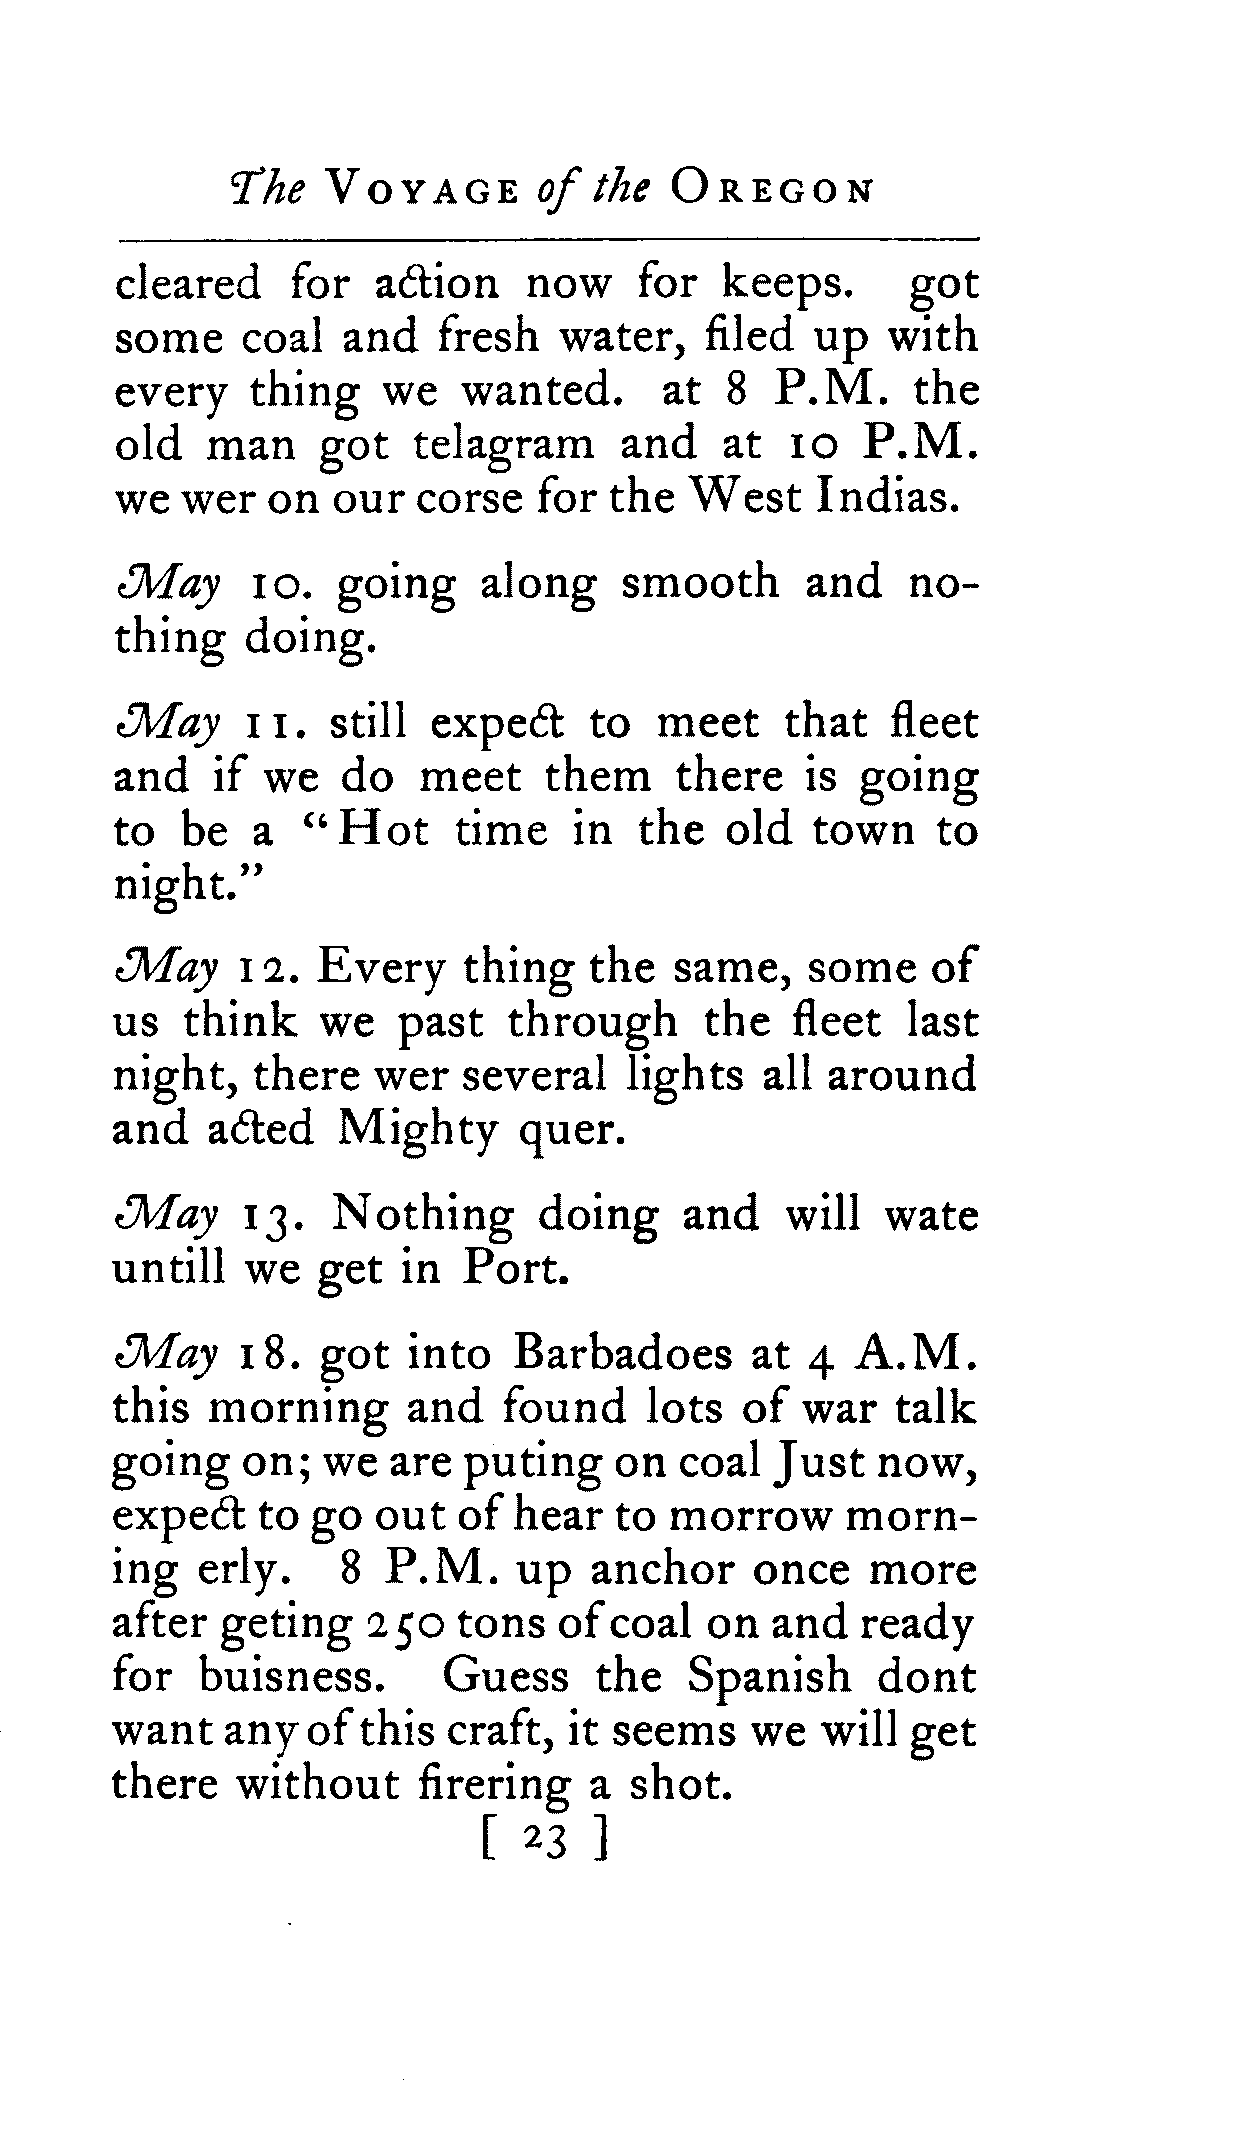 The VOYAGE of the OREGON
cleared for action now for keeps. got
some coal and fresh water, filed up with
every thing we wanted. at 8 P.M. the
old man got telagram and at 10 P.M.
we wer on our corse for the West Indias.
May 10. going along smooth and no-
thing doing.
May 11. still expect to meet that fleet
and if we do meet them there is going
to be a “Hot time in the old town to
night.”
May 12. Every thing the same, some of
us think we past through the fleet last
night, there wer several lights all around
and acted Mighty quer.
May 13. Nothing doing and will wate
untill we get in Port.
May 18. got into Barbadoes at 4 A.M.
this morning and found lots of war talk
going on; we are puting on coal Just now,
expect to go out of hear to morrow morn-
ing erly. 8 P.M. up anchor once more
after geting 250 tons of coal on and ready
for buisness. Guess the Spanish dont
want any of this craft, it seems we will get
there without firering a shot.
[ 23 ]